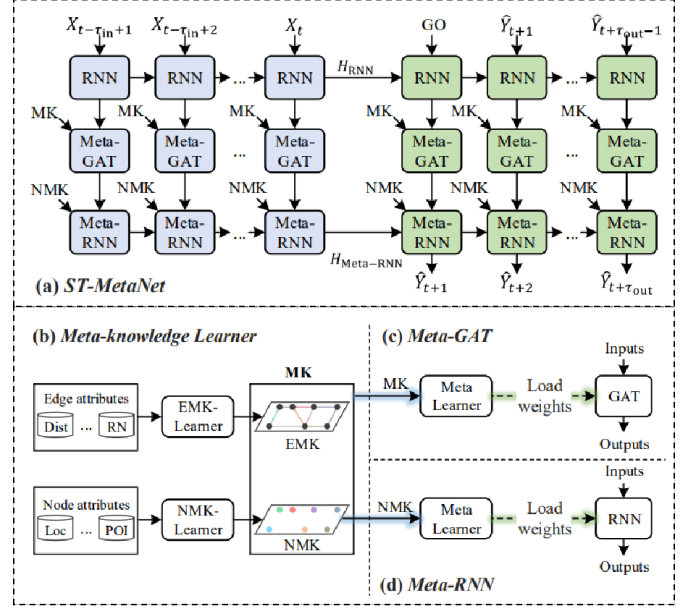 X_{t-τ_in+1} X_{t-τ_in+2} X_t GO Ŷ_{t+1} Ŷ_{t+τ_out-1}
RNN RNN ... RNN H_RNN RNN RNN ... RNN
MK MK MK MK MK MK
Meta-GAT Meta-GAT ... Meta-GAT Meta-GAT Meta-GAT ... Meta-GAT
NMK NMK NMK NMK NMK NMK
Meta-RNN Meta-RNN ... Meta-RNN Meta-RNN Meta-RNN ... Meta-RNN
H_Meta-RNN
(a) ST-MetaNet
Ŷ_{t+1} Ŷ_{t+2} Ŷ_{t+τ_out}
(b) Meta-knowledge Learner
MK
Edge attributes
Dist ... RN
EMK-Learner
EMK
Node attributes
Loc ... POI
NMK-Learner
NMK
(c) Meta-GAT
MK
Meta Learner
Load weights
Inputs
GAT
Outputs
NMK
Meta Learner
Load weights
Inputs
RNN
Outputs
(d) Meta-RNN